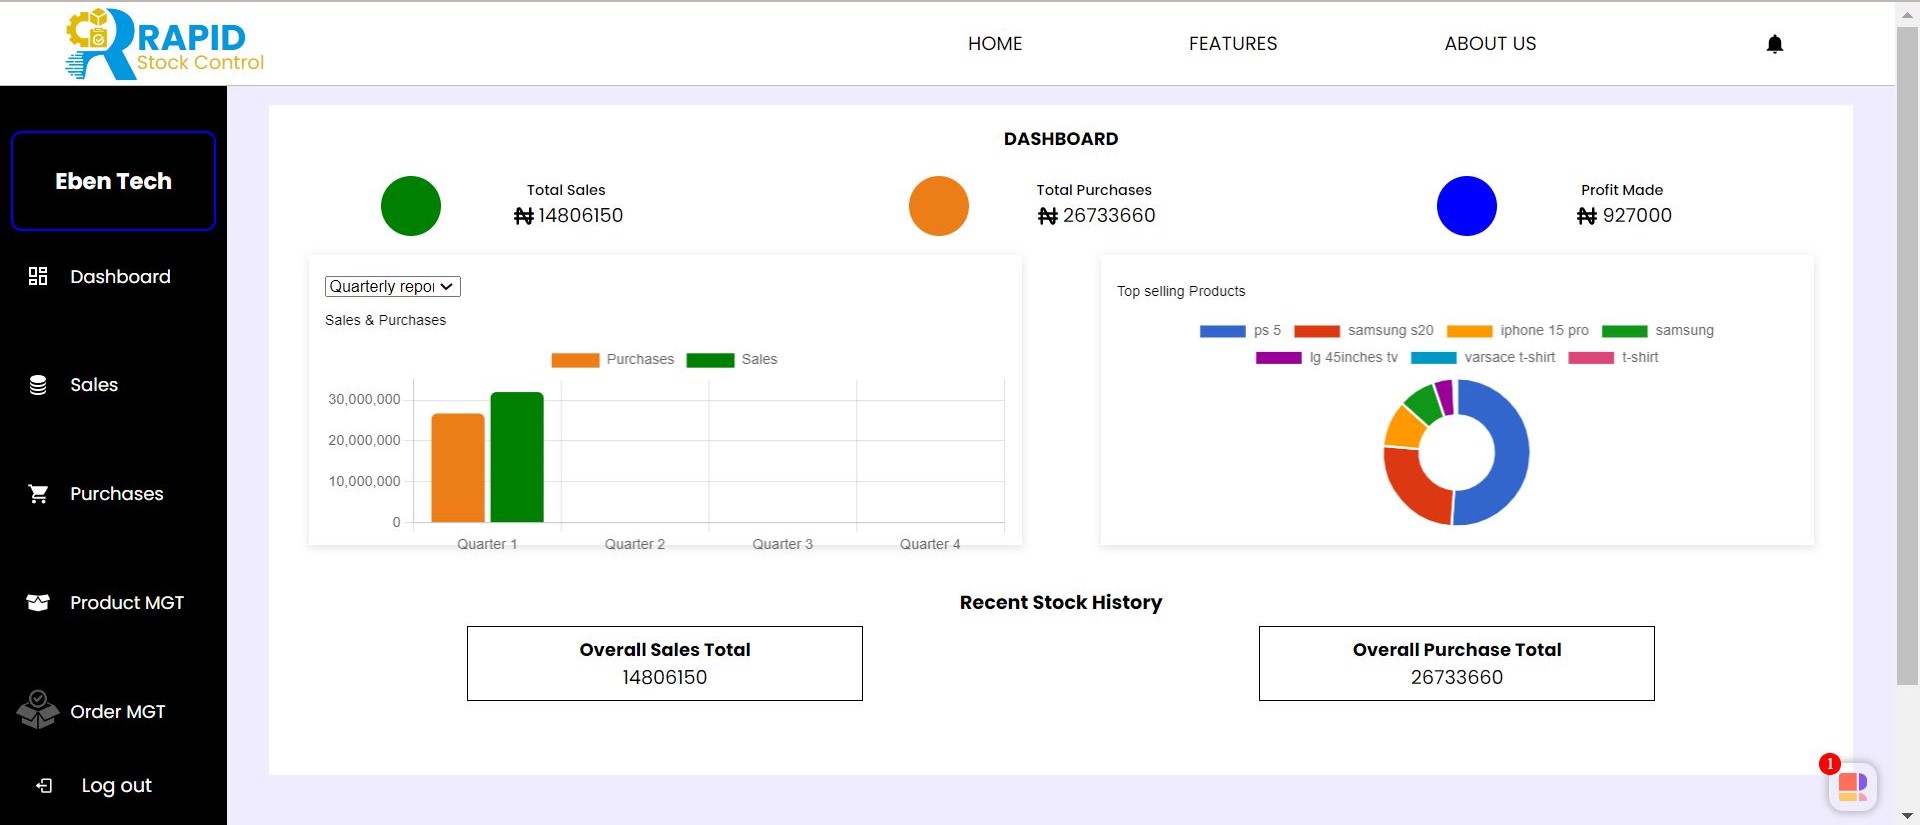 RAPID
Stock Control
HOME FEATURES ABOUT US
Eben Tech
Dashboard
Sales
Purchases
Product MGT
Order MGT
Log out
DASHBOARD
Total Sales
₦ 14806150
Total Purchases
₦ 26733660
Profit Made
₦ 927000
Quarterly repor
Sales & Purchases
Purchases Sales
30,000,000
20,000,000
10,000,000
0
Quarter 1 Quarter 2 Quarter 3 Quarter 4
Top selling Products
ps 5 samsung s20 iphone 15 pro samsung
lg 45inches tv varsace t-shirt t-shirt
Recent Stock History
Overall Sales Total
14806150
Overall Purchase Total
26733660
1